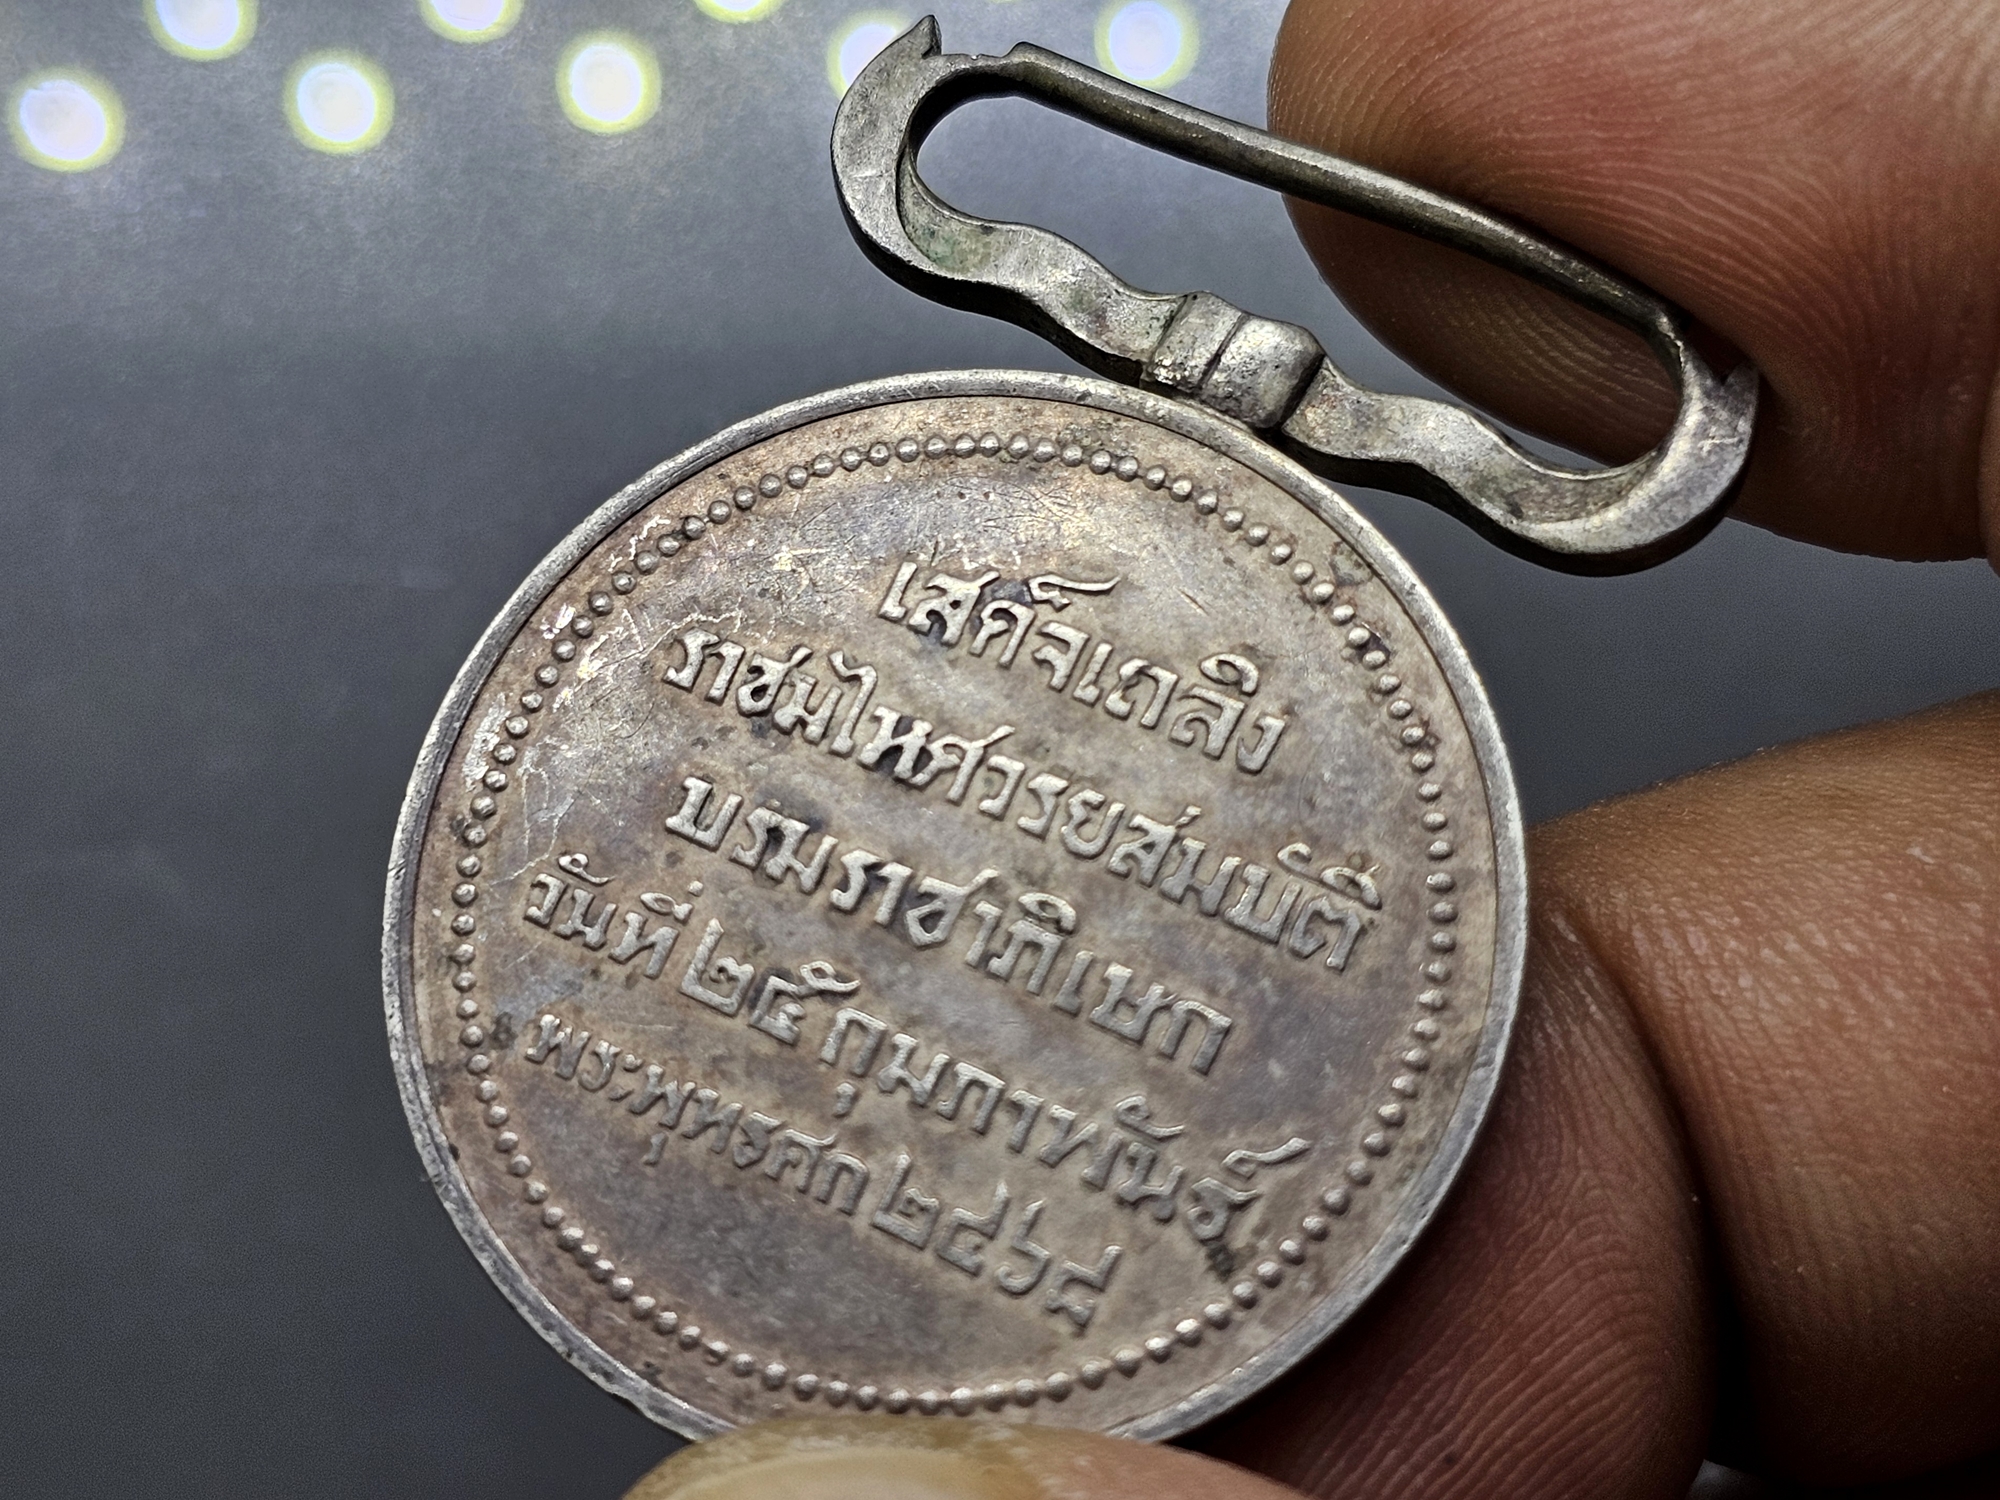 เสด็จเถลิง
ราชมไหศวรยสมบัติ
บรมราชาภิเษก
วันที่ ๒๕ กุมภาพันธ์
พระพุทธศก ๒๔๖๘